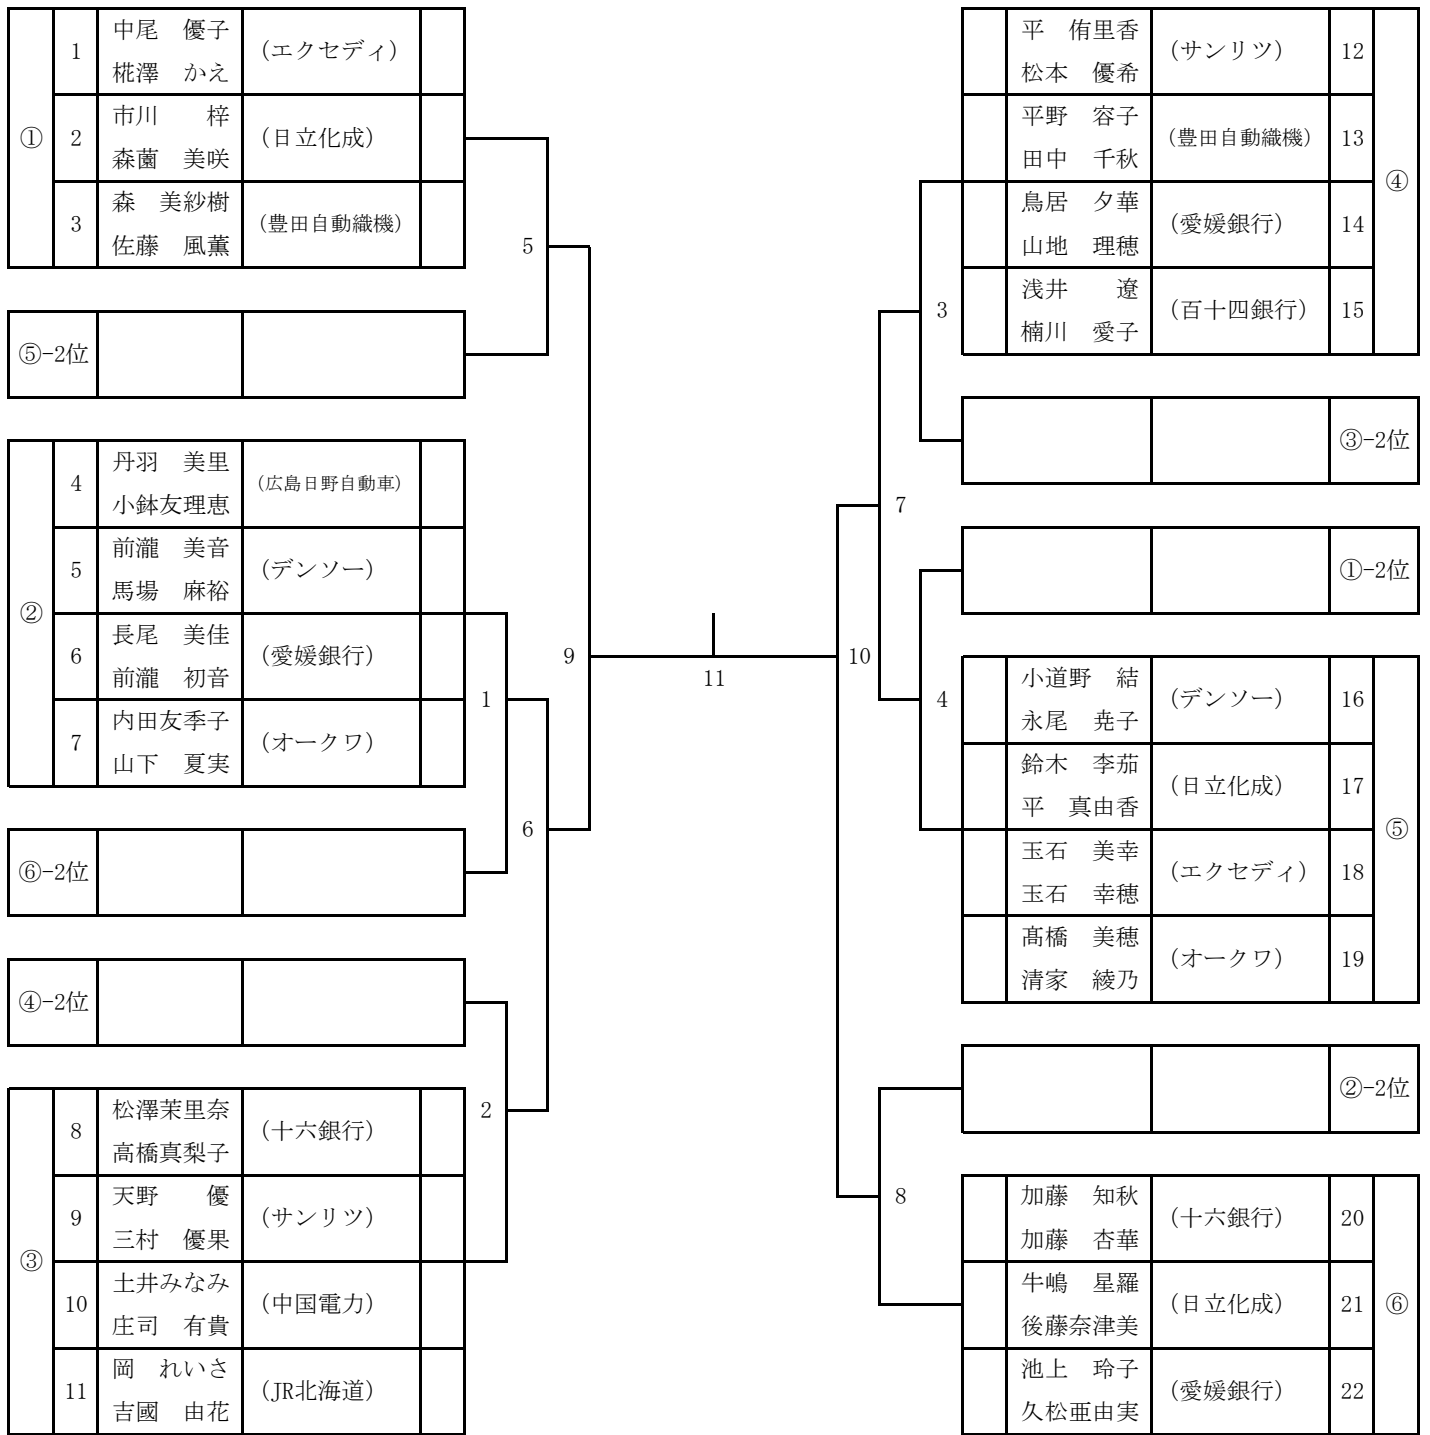 ①
1
中尾　優子
椛澤　かえ
(エクセディ)
2
市川　　梓
森薗　美咲
(日立化成)
3
森　美紗樹
佐藤　風薫
(豊田自動織機)
5
⑤-2位
②
4
丹羽　美里
小鉢友理恵
(広島日野自動車)
5
前瀧　美音
馬場　麻裕
(デンソー)
6
長尾　美佳
前瀧　初音
(愛媛銀行)
7
内田友季子
山下　夏実
(オークワ)
1
⑥-2位
6
④-2位
③
8
松澤茉里奈
高橋真梨子
(十六銀行)
2
9
天野　　優
三村　優果
(サンリツ)
10
土井みなみ
庄司　有貴
(中国電力)
11
岡　れいさ
吉國　由花
(JR北海道)
9
11
10
平　侑里香
松本　優希
(サンリツ)
12
平野　容子
田中　千秋
(豊田自動織機)
13
④
鳥居　夕華
山地　理穂
(愛媛銀行)
14
浅井　　遼
楠川　愛子
(百十四銀行)
15
3
③-2位
7
①-2位
4
小道野　結
永尾　尭子
(デンソー)
16
鈴木　李茄
平　真由香
(日立化成)
17
⑤
玉石　美幸
玉石　幸穂
(エクセディ)
18
髙橋　美穂
清家　綾乃
(オークワ)
19
②-2位
8
加藤　知秋
加藤　杏華
(十六銀行)
20
牛嶋　星羅
後藤奈津美
(日立化成)
21
⑥
池上　玲子
久松亜由実
(愛媛銀行)
22